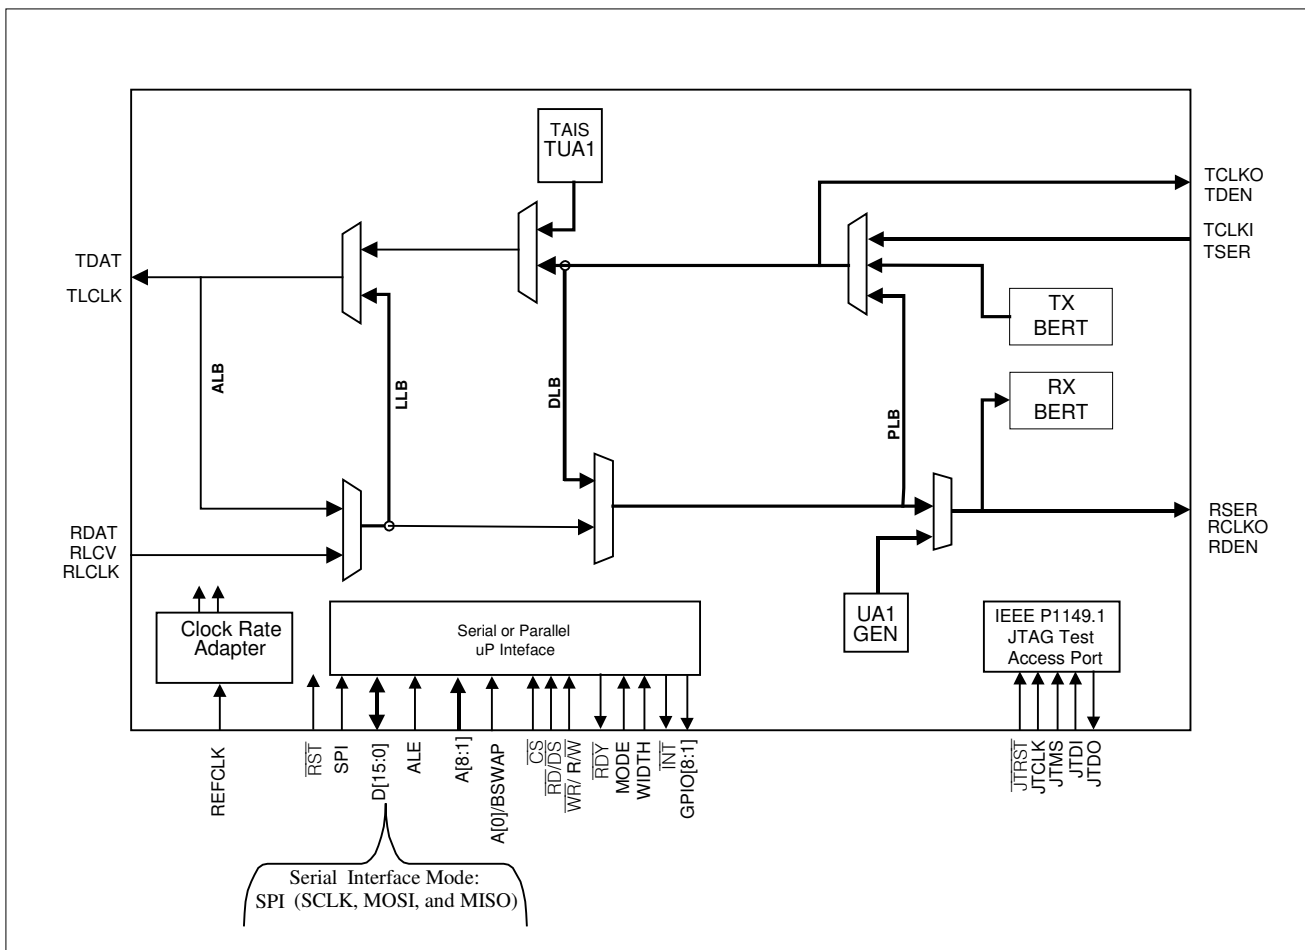 TAIS
TUA1
TCLKO
TDEN
TCLKI
TSER
TDAT
TLCLK
TX
BERT
RX
BERT
ALB
LLB
DLB
PLB
RDAT
RLCV
RLCLK
RSER
RCLKO
RDEN
Clock Rate
Adapter
Serial or Parallel
uP Inteface
UA1
GEN
IEEE P1149.1
JTAG Test
Access Port
REFCLK
RST
SPI
D[15:0]
ALE
A[8:1]
A[0]/BSWAP
CS
RD/DS
WR/ R/W
RDY
MODE
WIDTH
INT
GPIO[8:1]
JTRST
JTCLK
JTMS
JTDI
JTDO
Serial Interface Mode:
SPI (SCLK, MOSI, and MISO)